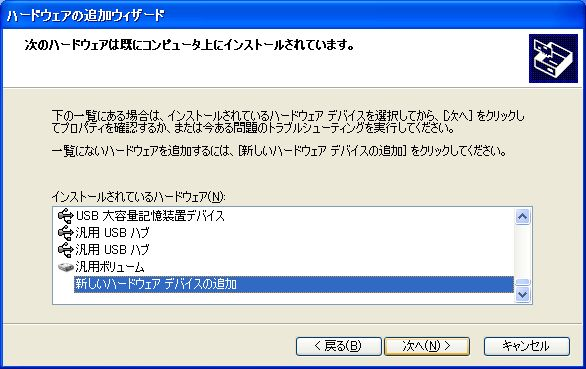 ハードウェアの追加ウィザード
次のハードウェアは既にコンピュータ上にインストールされています。
下の一覧にある場合は、インストールされているハードウェア デバイスを選択してから、[次へ] をクリックし
てプロパティを確認するか、または今ある問題のトラブルシューティングを実行してください。
一覧にないハードウェアを追加するには、[新しいハードウェア デバイスの追加] をクリックしてください。
インストールされているハードウェア(N):
USB 大容量記憶装置デバイス
汎用 USB ハブ
汎用 USB ハブ
汎用ボリューム
新しいハードウェア デバイスの追加
< 戻る(B)
次へ(N) >
キャンセル